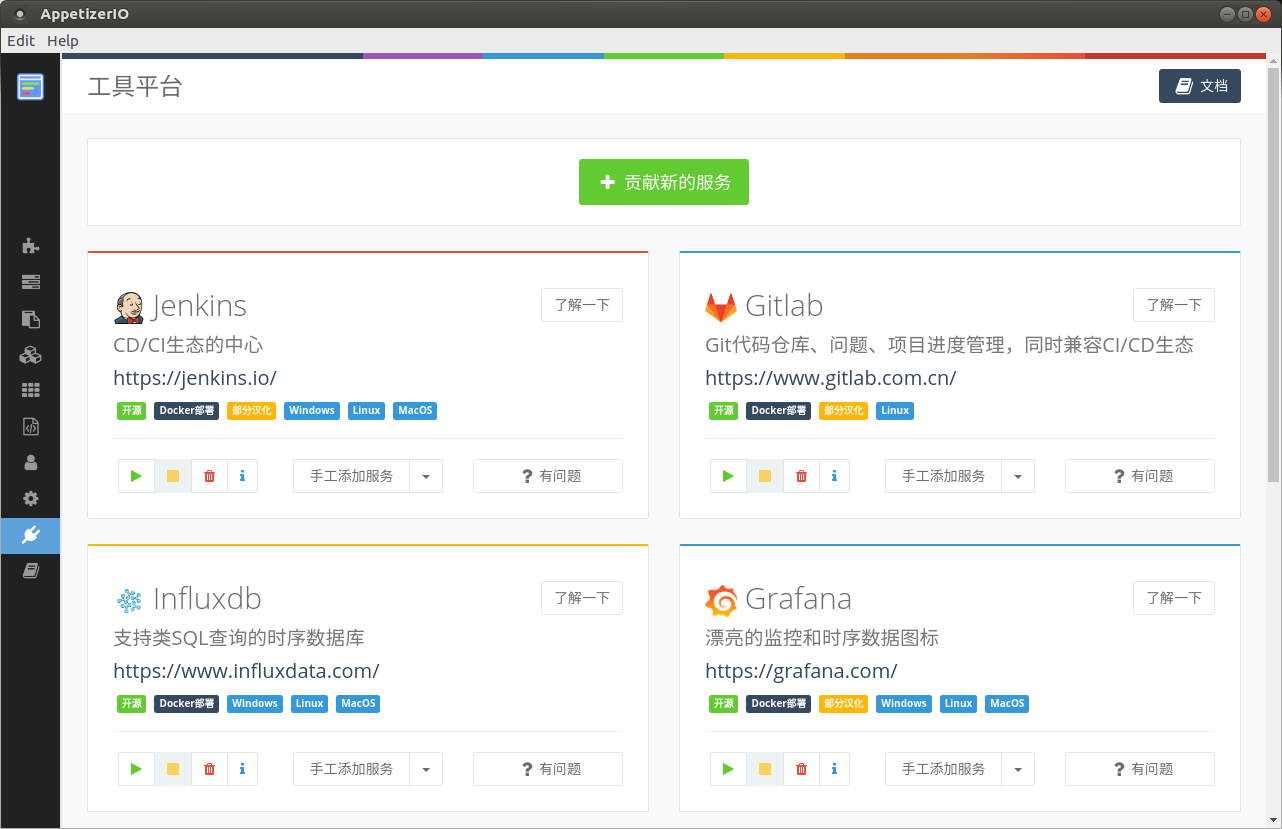 AppetizerIO
Edit Help
工具平台
文档
贡献新的服务
Jenkins
了解一下
CD/CI生态的中心
https://jenkins.io/
开源 Docker部署 部分汉化 Windows Linux MacOS
手工添加服务 ? 有问题
Gitlab
了解一下
Git代码仓库、问题、项目进度管理，同时兼容CI/CD生态
https://www.gitlab.com.cn/
开源 Docker部署 部分汉化 Linux
手工添加服务 ? 有问题
Influxdb
了解一下
支持类SQL查询的时序数据库
https://www.influxdata.com/
开源 Docker部署 Windows Linux MacOS
手工添加服务 ? 有问题
Grafana
了解一下
漂亮的监控和时序数据图标
https://grafana.com/
开源 Docker部署 部分汉化 Windows Linux MacOS
手工添加服务 ? 有问题